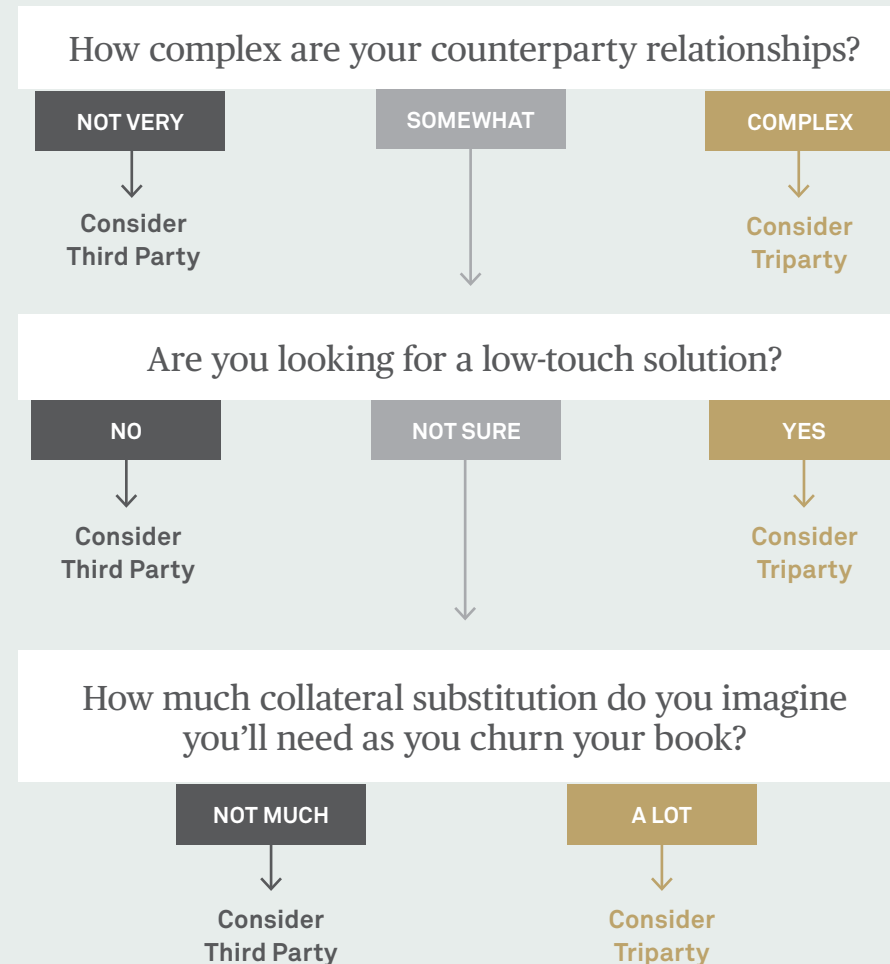 How complex are your counterparty relationships?
NOT VERY
SOMEWHAT
COMPLEX
Consider
Third Party
Consider
Triparty
Are you looking for a low-touch solution?
NO
NOT SURE
YES
Consider
Third Party
Consider
Triparty
How much collateral substitution do you imagine
you’ll need as you churn your book?
NOT MUCH
A LOT
Consider
Third Party
Consider
Triparty